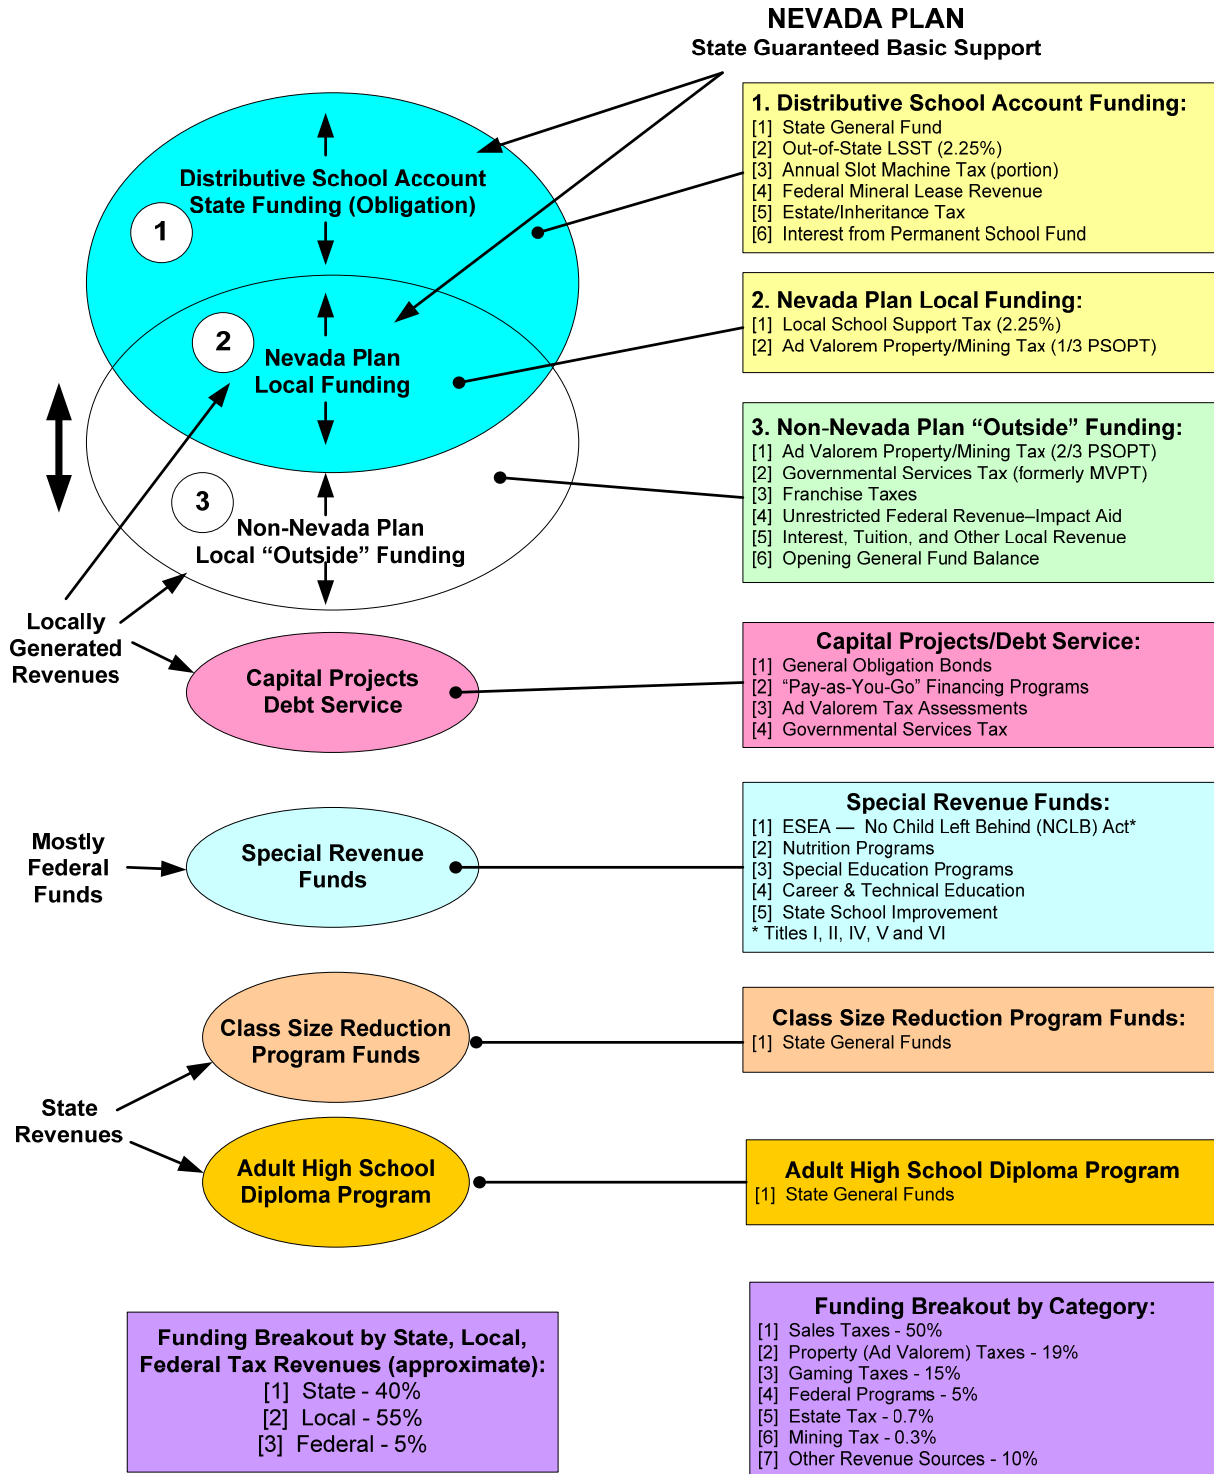 NEVADA PLAN
State Guaranteed Basic Support
Distributive School Account
State Funding (Obligation)
1
2
Nevada Plan
Local Funding
3
Non-Nevada Plan
Local “Outside” Funding
Locally
Generated
Revenues
Capital Projects
Debt Service
Mostly
Federal
Funds
Special Revenue
Funds
Class Size Reduction
Program Funds
State
Revenues
Adult High School
Diploma Program
1. Distributive School Account Funding:
[1] State General Fund
[2] Out-of-State LSST (2.25%)
[3] Annual Slot Machine Tax (portion)
[4] Federal Mineral Lease Revenue
[5] Estate/Inheritance Tax
[6] Interest from Permanent School Fund
2. Nevada Plan Local Funding:
[1] Local School Support Tax (2.25%)
[2] Ad Valorem Property/Mining Tax (1/3 PSOPT)
3. Non-Nevada Plan “Outside” Funding:
[1] Ad Valorem Property/Mining Tax (2/3 PSOPT)
[2] Governmental Services Tax (formerly MVPT)
[3] Franchise Taxes
[4] Unrestricted Federal Revenue–Impact Aid
[5] Interest, Tuition, and Other Local Revenue
[6] Opening General Fund Balance
Capital Projects/Debt Service:
[1] General Obligation Bonds
[2] “Pay-as-You-Go” Financing Programs
[3] Ad Valorem Tax Assessments
[4] Governmental Services Tax
Special Revenue Funds:
[1] ESEA — No Child Left Behind (NCLB) Act*
[2] Nutrition Programs
[3] Special Education Programs
[4] Career & Technical Education
[5] State School Improvement
* Titles I, II, IV, V and VI
Class Size Reduction Program Funds:
[1] State General Funds
Adult High School Diploma Program
[1] State General Funds
Funding Breakout by State, Local,
Federal Tax Revenues (approximate):
[1] State - 40%
[2] Local - 55%
[3] Federal - 5%
Funding Breakout by Category:
[1] Sales Taxes - 50%
[2] Property (Ad Valorem) Taxes - 19%
[3] Gaming Taxes - 15%
[4] Federal Programs - 5%
[5] Estate Tax - 0.7%
[6] Mining Tax - 0.3%
[7] Other Revenue Sources - 10%